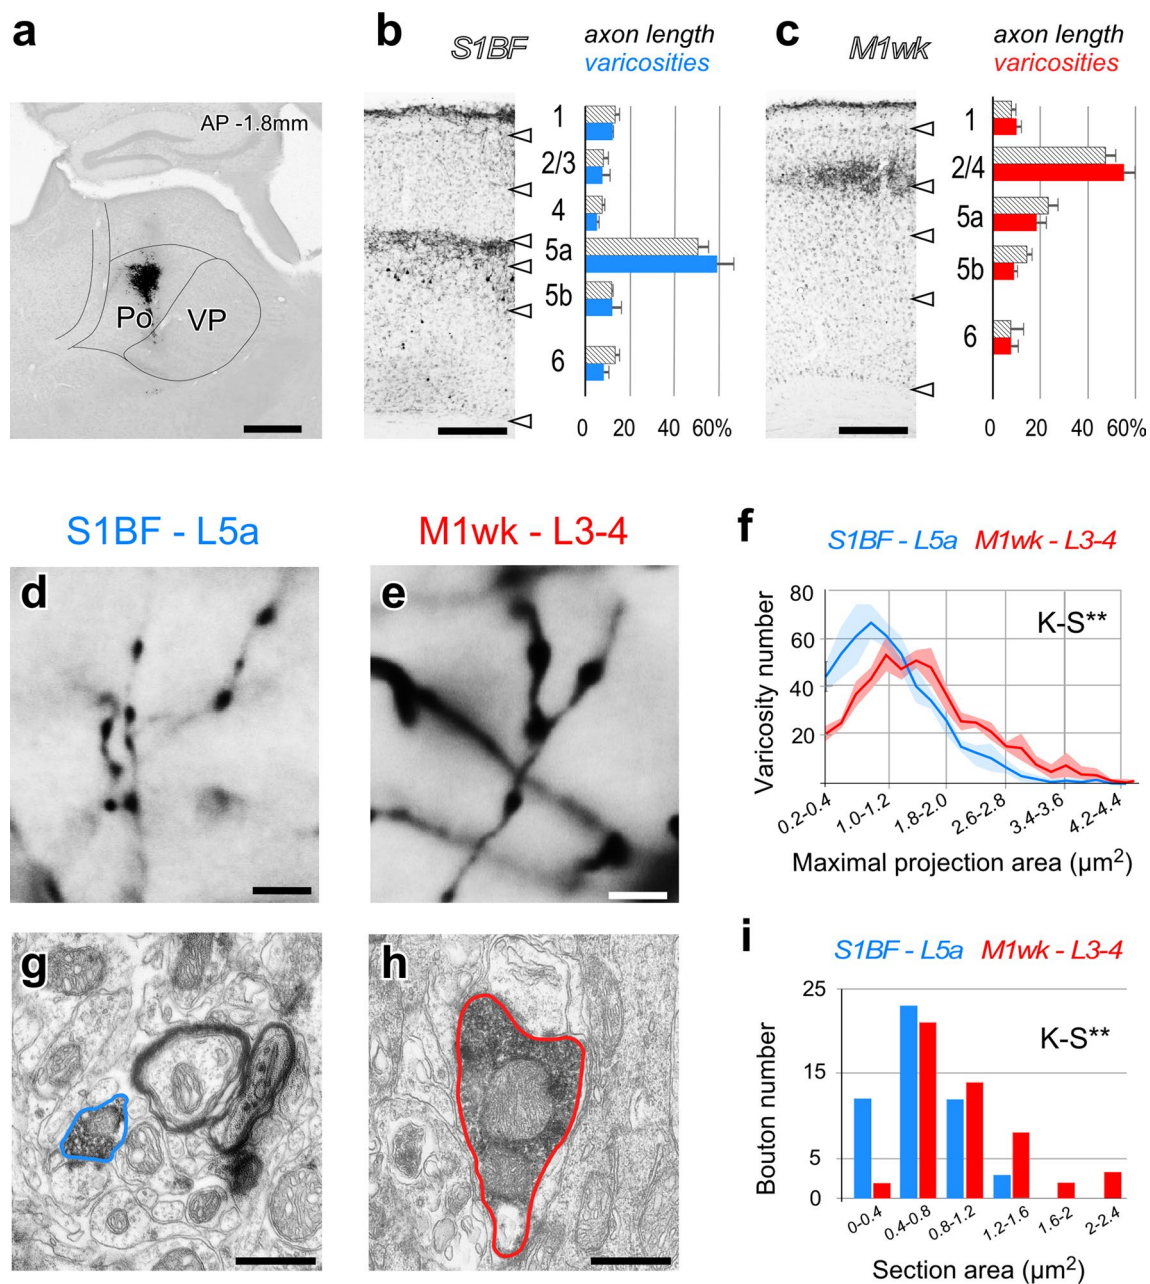 a
AP -1.8mm
Po
VP
b
S1BF
axon length
varicosities
1
2/3
4
5a
5b
6
0 20 40 60%
c
M1wk
axon length
varicosities
1
2/4
5a
5b
6
0 20 40 60%
S1BF - L5a
M1wk - L3-4
d
e
f
S1BF - L5a M1wk - L3-4
K-S**
Varicosity number
80
60
40
20
0.2-0.4 1.0-1.2 1.8-2.0 2.6-2.8 3.4-3.6 4.2-4.4
Maximal projection area (µm²)
g
h
i
S1BF - L5a M1wk - L3-4
K-S**
Bouton number
25
15
5
0
0-0.4 0.4-0.8 0.8-1.2 1.2-1.6 1.6-2 2-2.4
Section area (µm²)